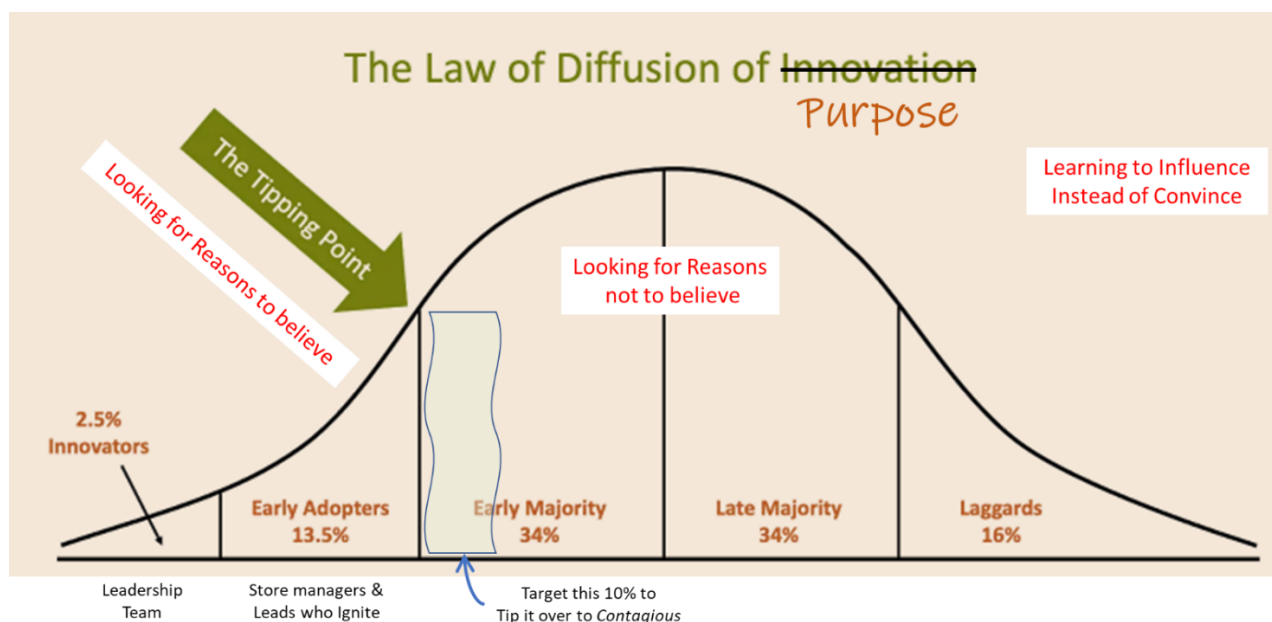 The Law of Diffusion of Innovation
Purpose
The Tipping Point
Looking for Reasons to believe
Learning to Influence
Instead of Convince
Looking for Reasons
not to believe
2.5%
Innovators
Early Adopters
13.5%
Early Majority
34%
Late Majority
34%
Laggards
16%
Leadership
Team
Store managers &
Leads who Ignite
Target this 10% to
Tip it over to Contagious